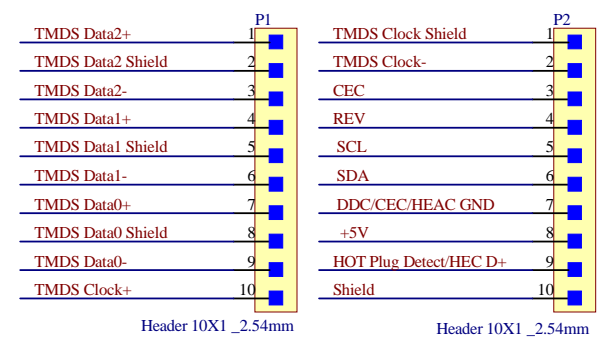 P1
TMDS Data2+ 1
TMDS Data2 Shield 2
TMDS Data2- 3
TMDS Data1+ 4
TMDS Data1 Shield 5
TMDS Data1- 6
TMDS Data0+ 7
TMDS Data0 Shield 8
TMDS Data0- 9
TMDS Clock+ 10
Header 10X1 _2.54mm
P2
TMDS Clock Shield 1
TMDS Clock- 2
CEC 3
REV 4
SCL 5
SDA 6
DDC/CEC/HEAC GND 7
+5V 8
HOT Plug Detect/HEC D+ 9
Shield 10
Header 10X1 _2.54mm